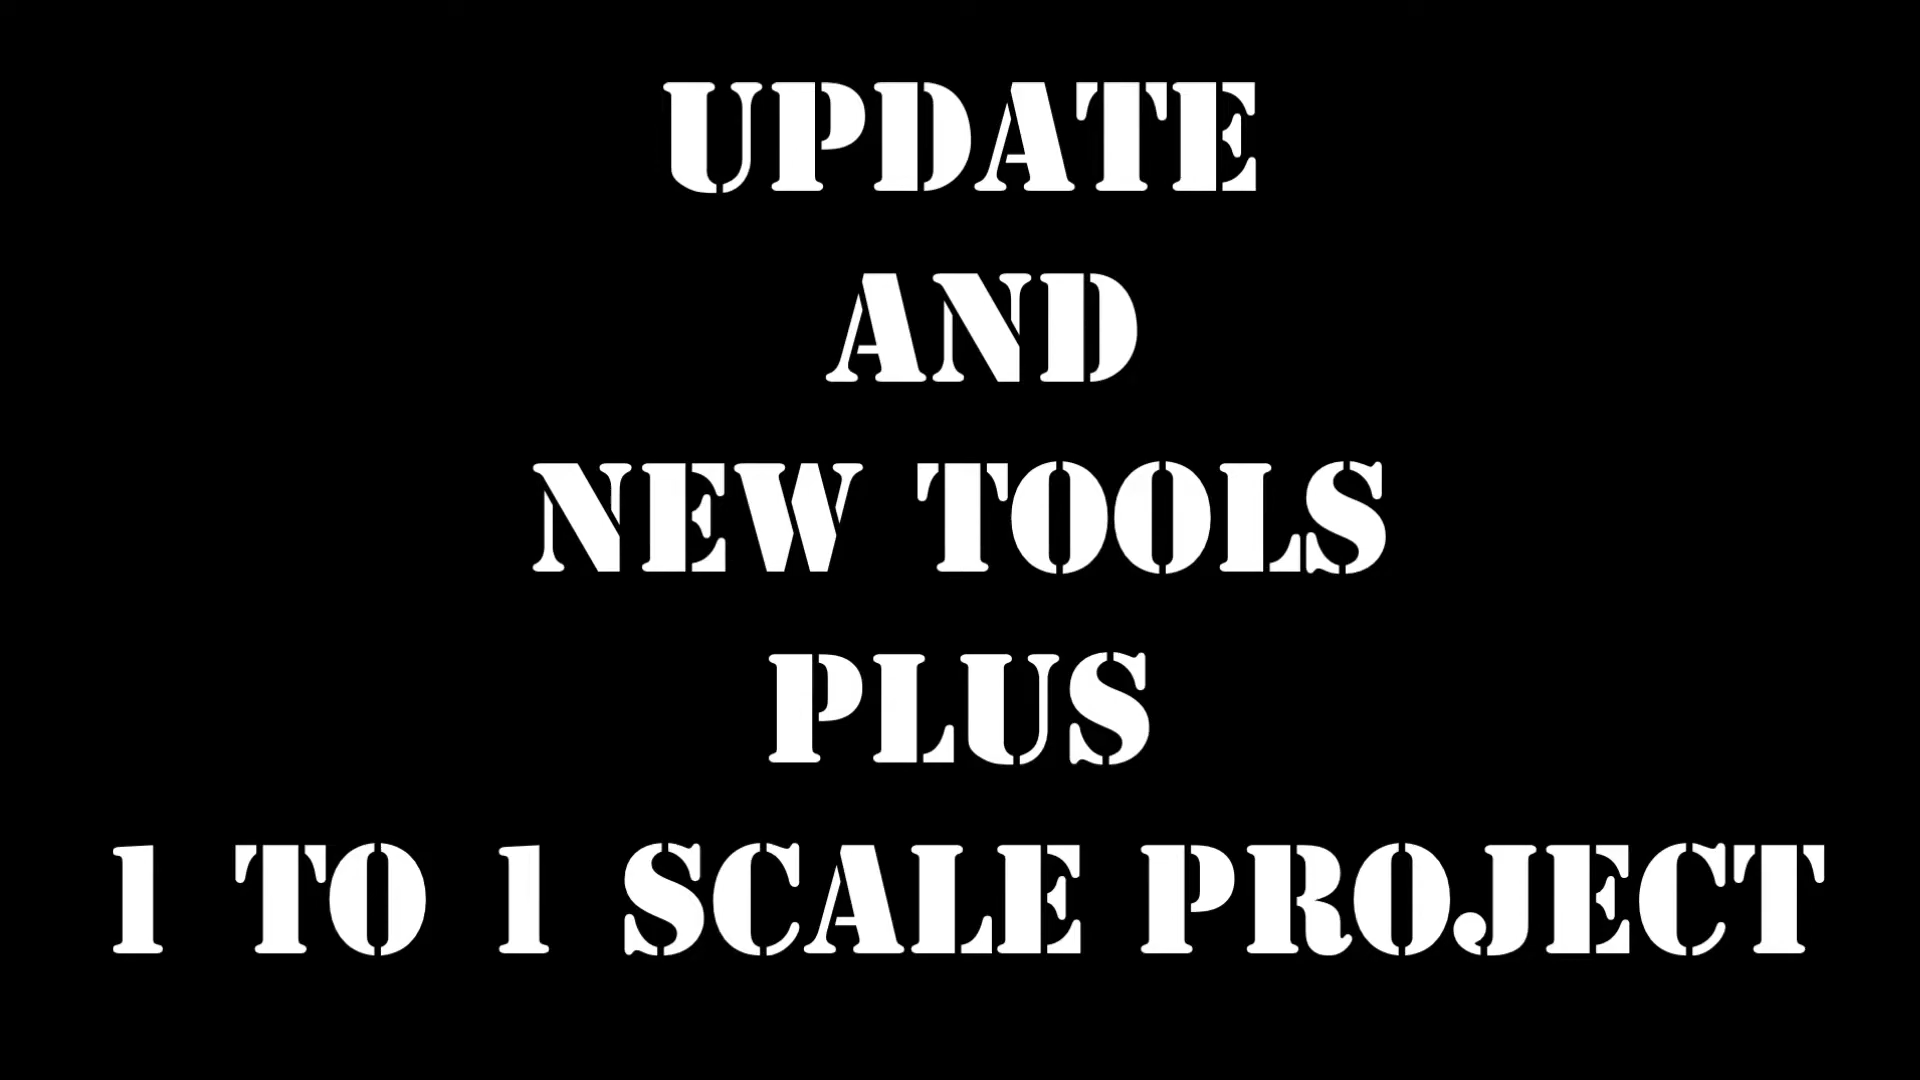 UPDATE
AND
NEW TOOLS
PLUS
1 TO 1 SCALE PROJECT